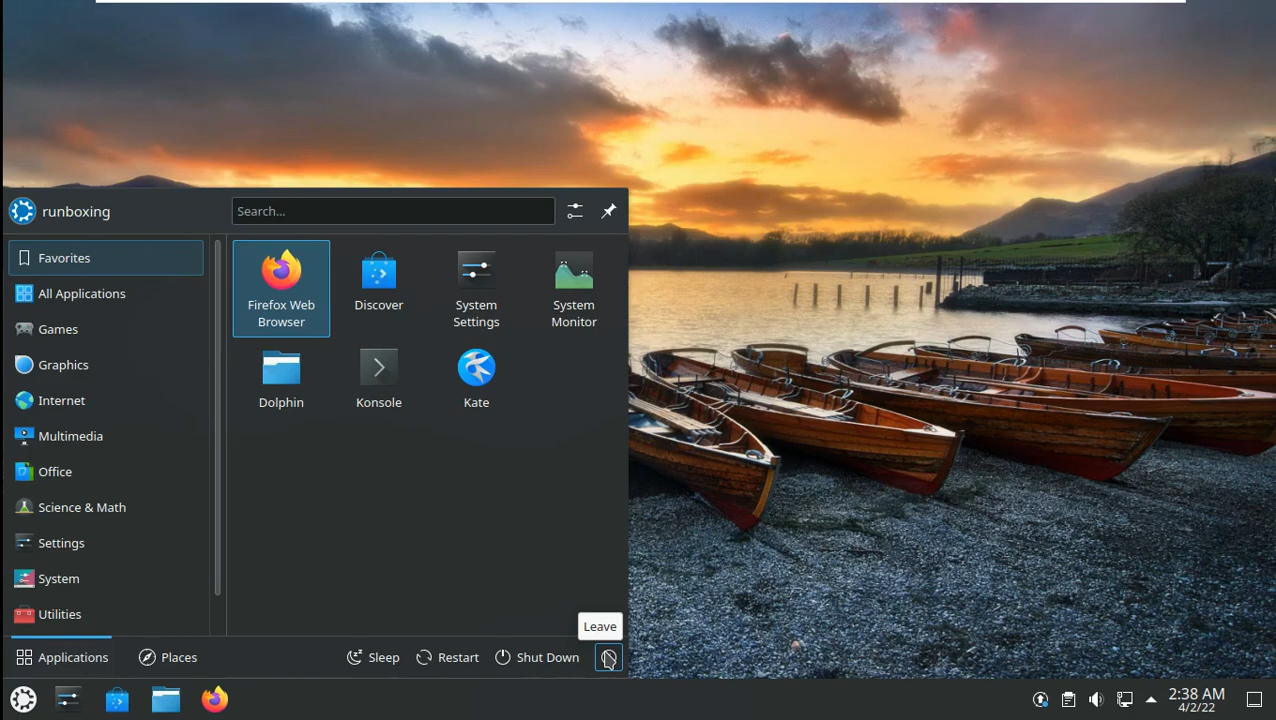 runboxing
Search...
Favorites
All Applications
Games
Graphics
Internet
Multimedia
Office
Science & Math
Settings
System
Utilities
Firefox Web
Browser
Discover
System
Settings
System
Monitor
Dolphin
Konsole
Kate
Leave
Applications
Places
Sleep
Restart
Shut Down
2:38 AM
4/2/22